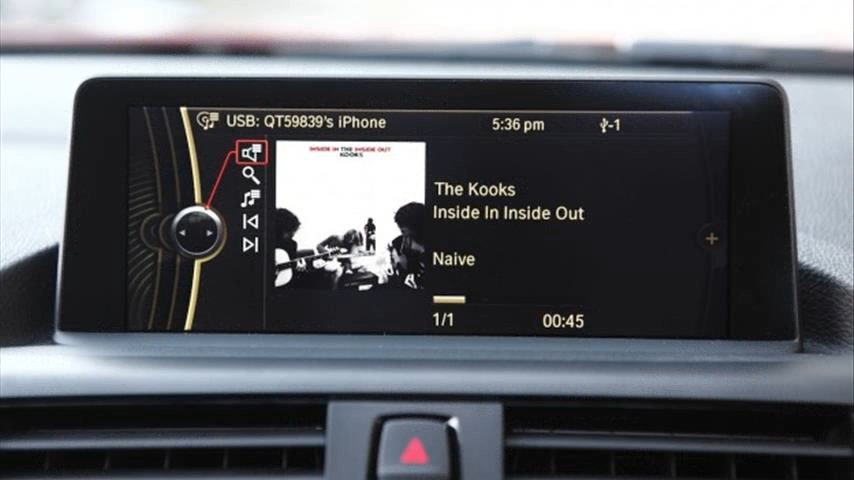 USB: QT59839's iPhone
5:36 pm
-1
INSIDE IN THE INSIDE OUT
KOOKS
The Kooks
Inside In Inside Out
Naive
1/1
00:45